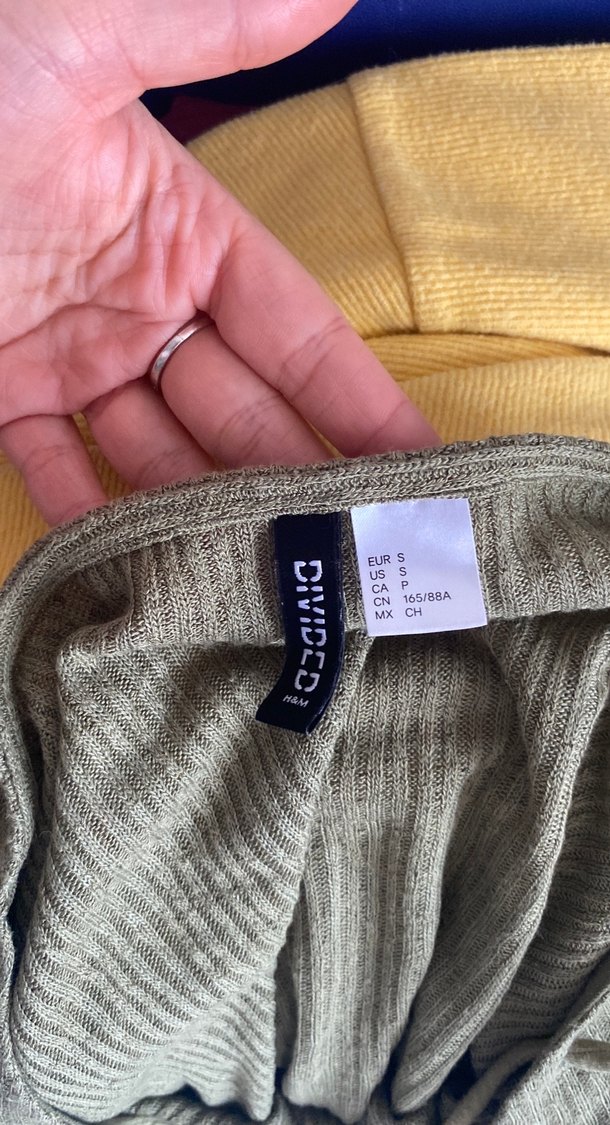 DIVIDED
H&M
EUR S
US S
CA P
CN 165/88A
MX CH